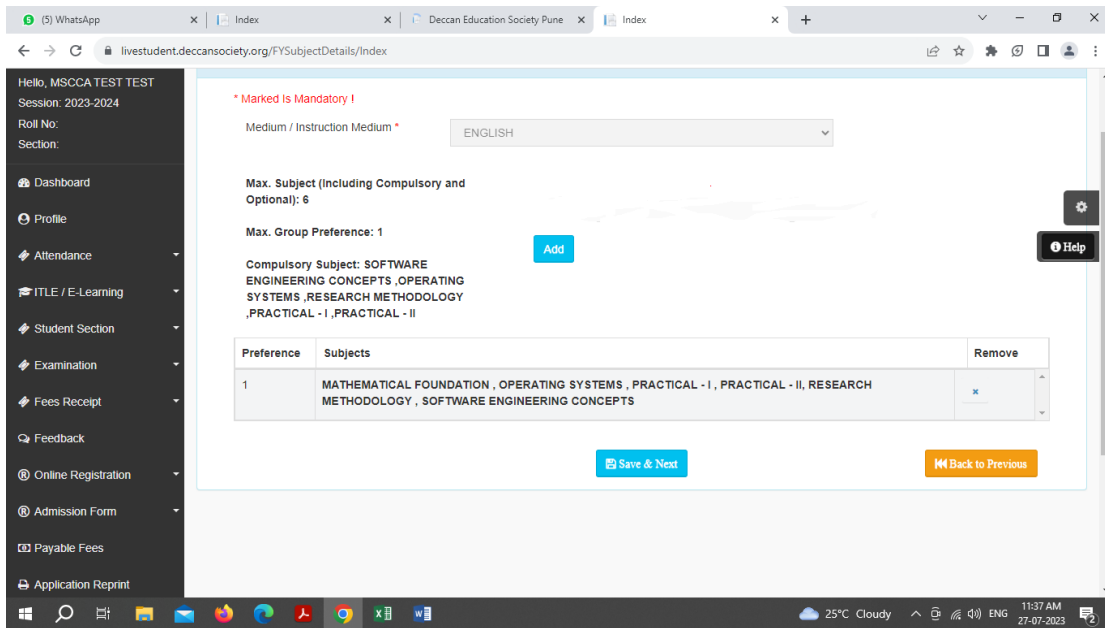 (5) WhatsApp
Index
Deccan Education Society Pune
Index
livestudent.deccansociety.org/FYSubjectDetails/Index
Hello, MSCCA TEST TEST
Session: 2023-2024
Roll No:
Section:
Dashboard
Profile
Attendance
ITLE / E-Learning
Student Section
Examination
Fees Receipt
Feedback
Online Registration
Admission Form
Payable Fees
Application Reprint
* Marked Is Mandatory !
Medium / Instruction Medium *
ENGLISH
Max. Subject (Including Compulsory and
Optional): 6
Max. Group Preference: 1
Add
Compulsory Subject: SOFTWARE
ENGINEERING CONCEPTS ,OPERATING
SYSTEMS ,RESEARCH METHODOLOGY
,PRACTICAL - I ,PRACTICAL - II
Help
Preference Subjects Remove
1 MATHEMATICAL FOUNDATION , OPERATING SYSTEMS , PRACTICAL - I , PRACTICAL - II, RESEARCH
METHODOLOGY , SOFTWARE ENGINEERING CONCEPTS
Save & Next
Back to Previous
25°C Cloudy
ENG
11:37 AM
27-07-2023
2